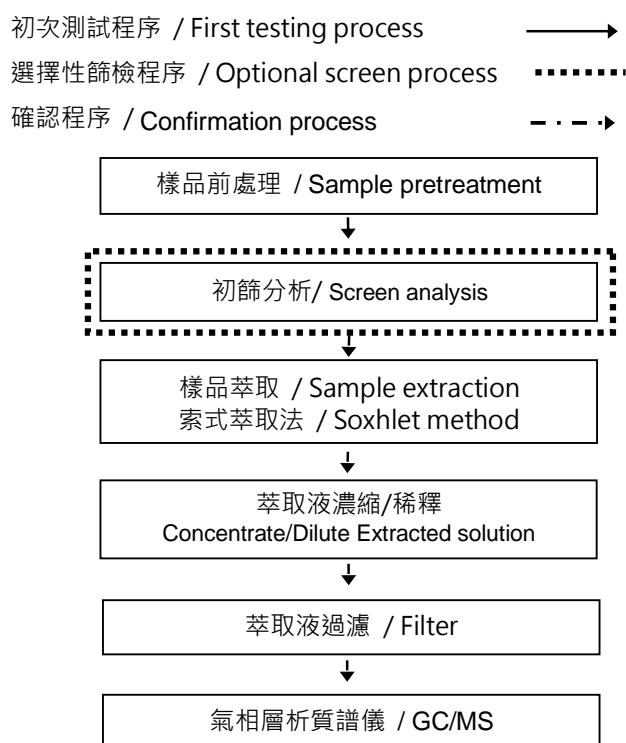 初次測試程序 / First testing process
選擇性篩檢程序 / Optional screen process
確認程序 / Confirmation process
樣品前處理 / Sample pretreatment
初篩分析/ Screen analysis
樣品萃取 / Sample extraction
索式萃取法 / Soxhlet method
萃取液濃縮/稀釋
Concentrate/Dilute Extracted solution
萃取液過濾 / Filter
氣相層析質譜儀 / GC/MS